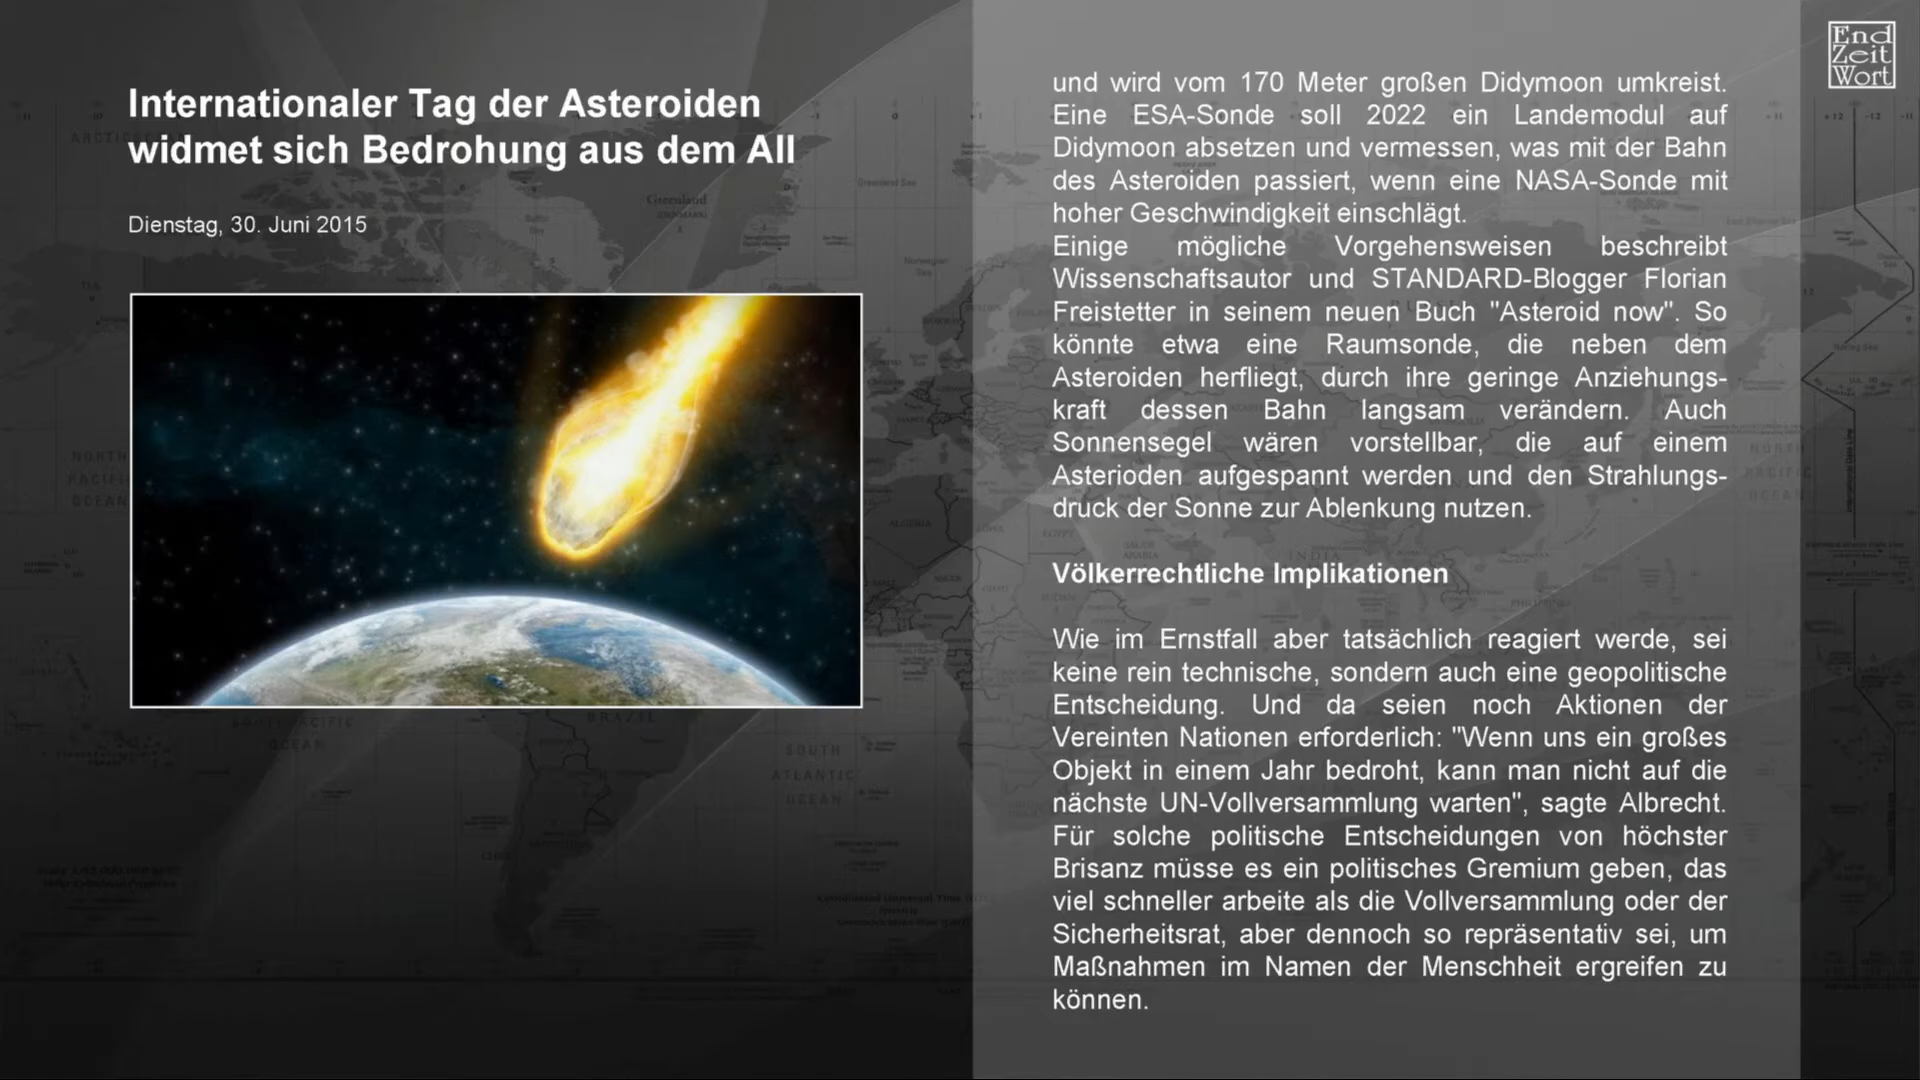 Internationaler Tag der Asteroiden
widmet sich Bedrohung aus dem All
Dienstag, 30. Juni 2015
und wird vom 170 Meter großen Didymoon umkreist.
Eine ESA-Sonde soll 2022 ein Landemodul auf
Didymoon absetzen und vermessen, was mit der Bahn
des Asteroiden passiert, wenn eine NASA-Sonde mit
hoher Geschwindigkeit einschlägt.
Einige mögliche Vorgehensweisen beschreibt
Wissenschaftsautor und STANDARD-Blogger Florian
Freistetter in seinem neuen Buch "Asteroid now". So
könnte etwa eine Raumsonde, die neben dem
Asteroiden herfliegt, durch ihre geringe Anziehungs-
kraft dessen Bahn langsam verändern. Auch
Sonnensegel wären vorstellbar, die auf einem
Asterioden aufgespannt werden und den Strahlungs-
druck der Sonne zur Ablenkung nutzen.
Völkerrechtliche Implikationen
Wie im Ernstfall aber tatsächlich reagiert werde, sei
keine rein technische, sondern auch eine geopolitische
Entscheidung. Und da seien noch Aktionen der
Vereinten Nationen erforderlich: "Wenn uns ein großes
Objekt in einem Jahr bedroht, kann man nicht auf die
nächste UN-Vollversammlung warten", sagte Albrecht.
Für solche politische Entscheidungen von höchster
Brisanz müsse es ein politisches Gremium geben, das
viel schneller arbeite als die Vollversammlung oder der
Sicherheitsrat, aber dennoch so repräsentativ sei, um
Maßnahmen im Namen der Menschheit ergreifen zu
können.
End
Zeit
Wort
Greenland
BRAZIL
SOUTH
ATLANTIC
OCEAN
NORTH
PACIFIC
OCEAN
INDIA